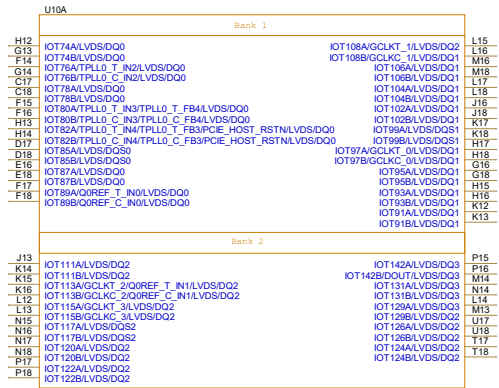 U10A
Bank 1
H12 IOT74A/LVDS/DQ0 IOT108A/GCLKT_1/LVDS/DQ2 L15
G13 IOT74B/LVDS/DQ0 IOT108B/GCLKC_1/LVDS/DQ1 L16
F14 IOT76A/TPLL0_T_IN2/LVDS/DQ0 IOT106A/LVDS/DQ1 M16
G14 IOT76B/TPLL0_C_IN2/LVDS/DQ0 IOT106B/LVDS/DQ1 M18
C17 IOT78A/LVDS/DQ0 IOT104A/LVDS/DQ1 L17
C18 IOT78B/LVDS/DQ0 IOT104B/LVDS/DQ1 L18
F15 IOT80A/TPLL0_T_IN3/TPLL0_T_FB4/LVDS/DQ0 IOT102A/LVDS/DQ1 J16
F16 IOT80B/TPLL0_C_IN3/TPLL0_C_FB4/LVDS/DQ0 IOT102B/LVDS/DQ1 J18
H13 IOT82A/TPLL0_T_IN4/TPLL0_T_FB3/PCIE_HOST_RSTN/LVDS/DQ0 IOT99A/LVDS/DQS1 K17
H14 IOT82B/TPLL0_C_IN4/TPLL0_C_FB3/PCIE_HOST_RSTN/LVDS/DQ0 IOT99B/LVDS/DQS1 K18
D17 IOT85A/LVDS/DQS0 IOT97A/GCLKT_0/LVDS/DQ1 H17
D18 IOT85B/LVDS/DQS0 IOT97B/GCLKC_0/LVDS/DQ1 H18
E16 IOT87A/LVDS/DQ0 IOT95A/LVDS/DQ1 G16
E18 IOT87B/LVDS/DQ0 IOT95B/LVDS/DQ1 G18
F17 IOT89A/Q0REF_T_IN0/LVDS/DQ0 IOT93A/LVDS/DQ1 H15
F18 IOT89B/Q0REF_C_IN0/LVDS/DQ0 IOT93B/LVDS/DQ1 H16
IOT91A/LVDS/DQ1 K12
IOT91B/LVDS/DQ1 K13
Bank 2
J13 IOT111A/LVDS/DQ2 IOT142A/LVDS/DQ3 P15
K14 IOT111B/LVDS/DQ2 IOT142B/DOUT/LVDS/DQ3 P16
K15 IOT113A/GCLKT_2/Q0REF_T_IN1/LVDS/DQ2 IOT131A/LVDS/DQ3 M14
K16 IOT113B/GCLKC_2/Q0REF_C_IN1/LVDS/DQ2 IOT131B/LVDS/DQ3 N14
L12 IOT115A/GCLKT_3/LVDS/DQ2 IOT129A/LVDS/DQ3 L14
L13 IOT115B/GCLKC_3/LVDS/DQ2 IOT129B/LVDS/DQ2 M13
N15 IOT117A/LVDS/DQS2 IOT126A/LVDS/DQ2 U17
N16 IOT117B/LVDS/DQS2 IOT126B/LVDS/DQ2 U18
N17 IOT120A/LVDS/DQ2 IOT124A/LVDS/DQ2 T17
N18 IOT120B/LVDS/DQ2 IOT124B/LVDS/DQ2 T18
P17 IOT122A/LVDS/DQ2
P18 IOT122B/LVDS/DQ2